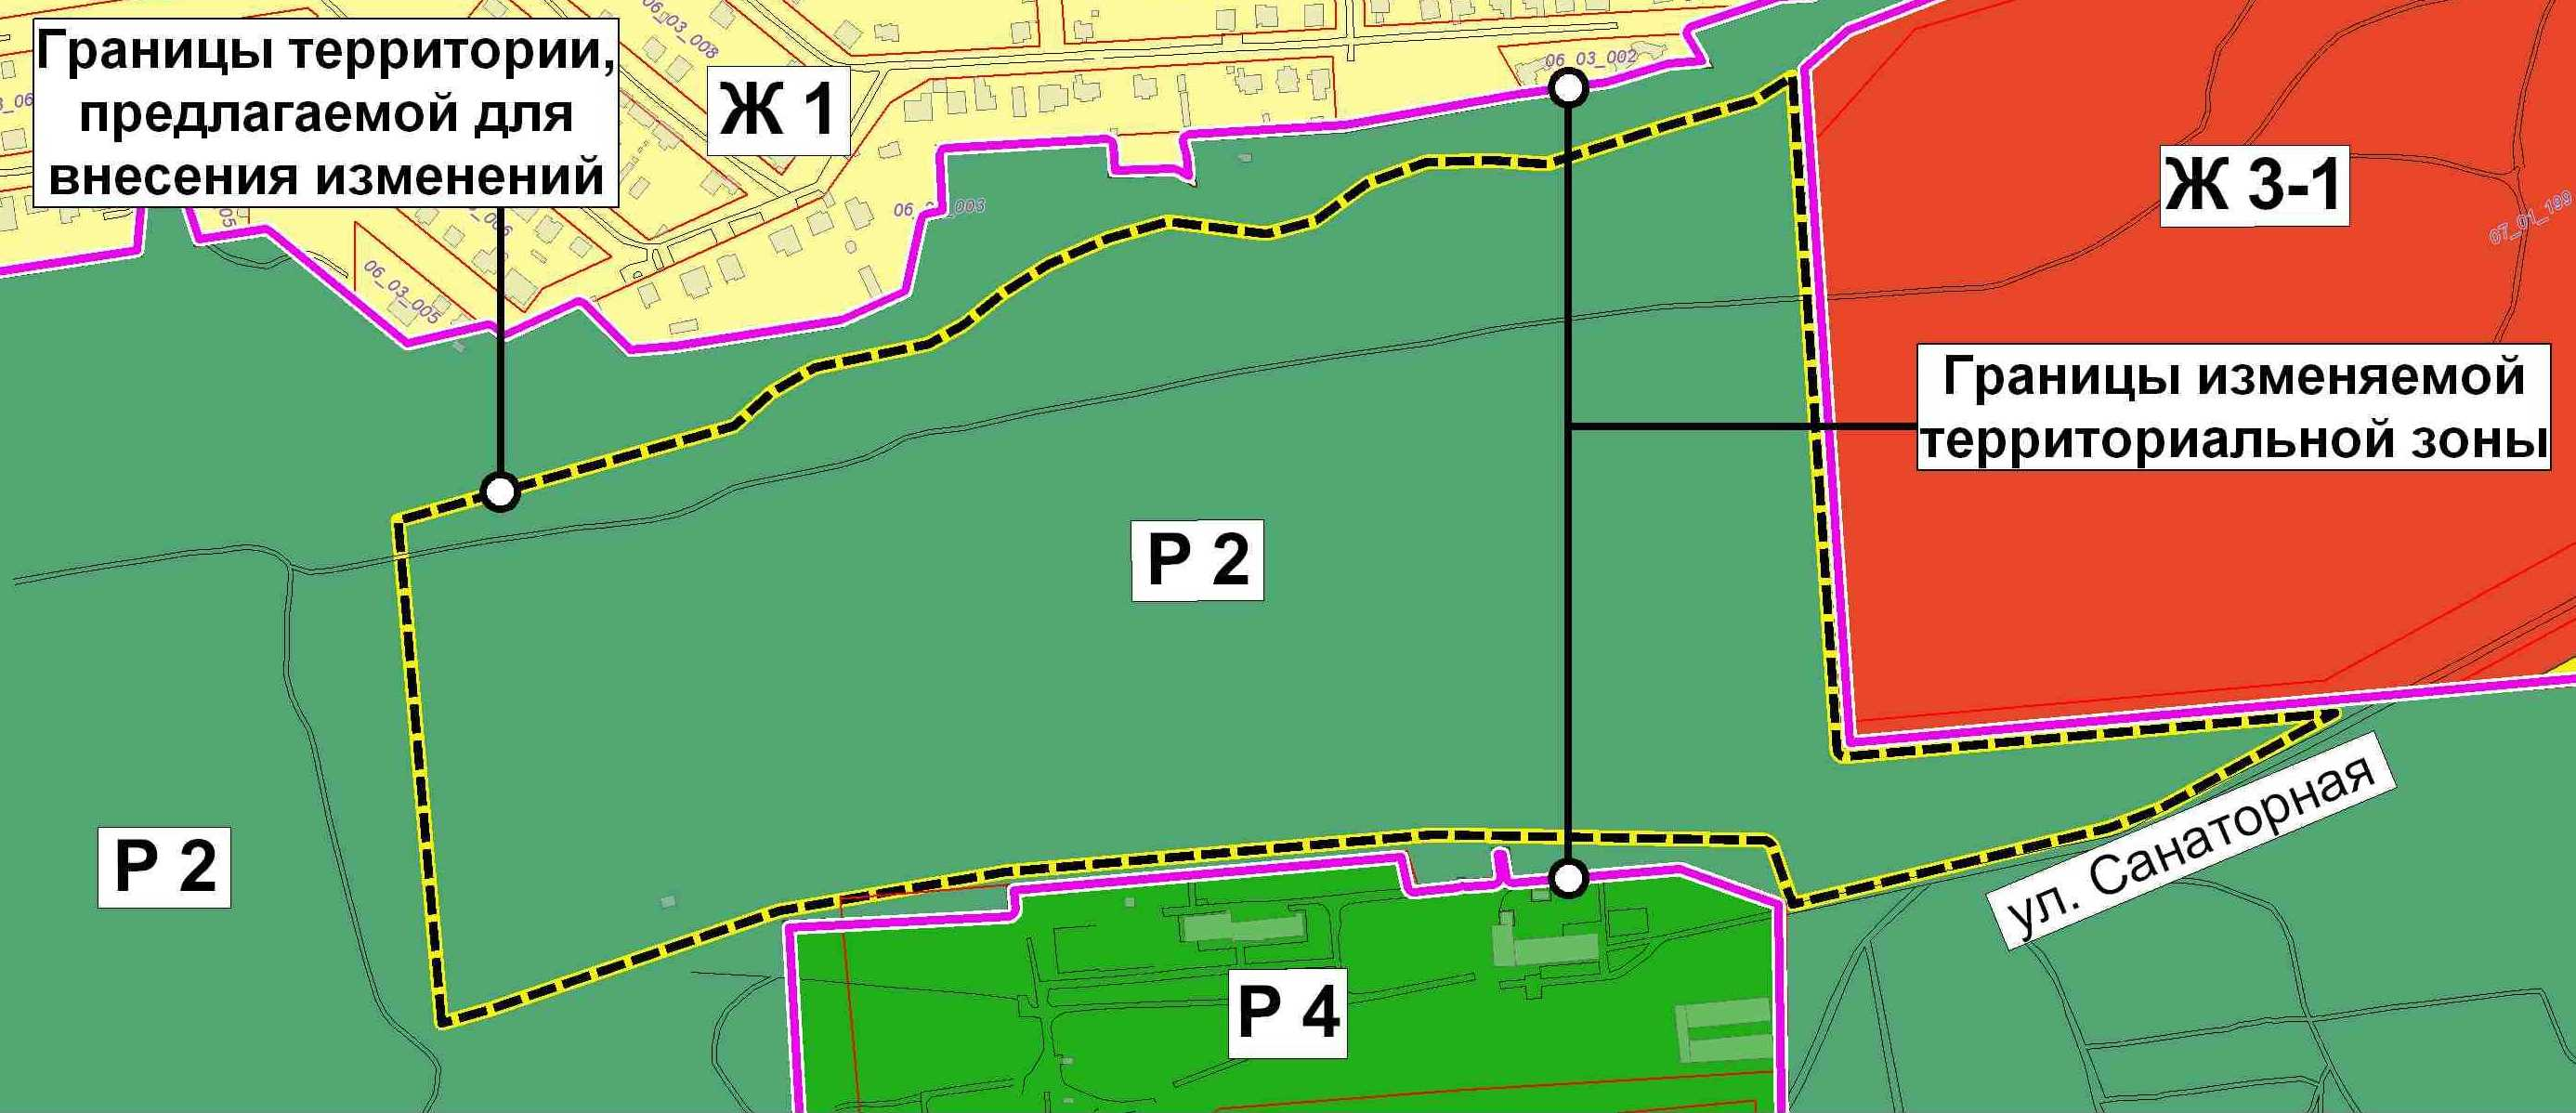 Границы территории,
предлагаемой для
внесения изменений
06_03_008
Ж 1
06_03_002
Ж 3-1
07_01_199
06_03_005
Границы изменяемой
территориальной зоны
Р 2
Р 2
ул. Санаторная
Р 4